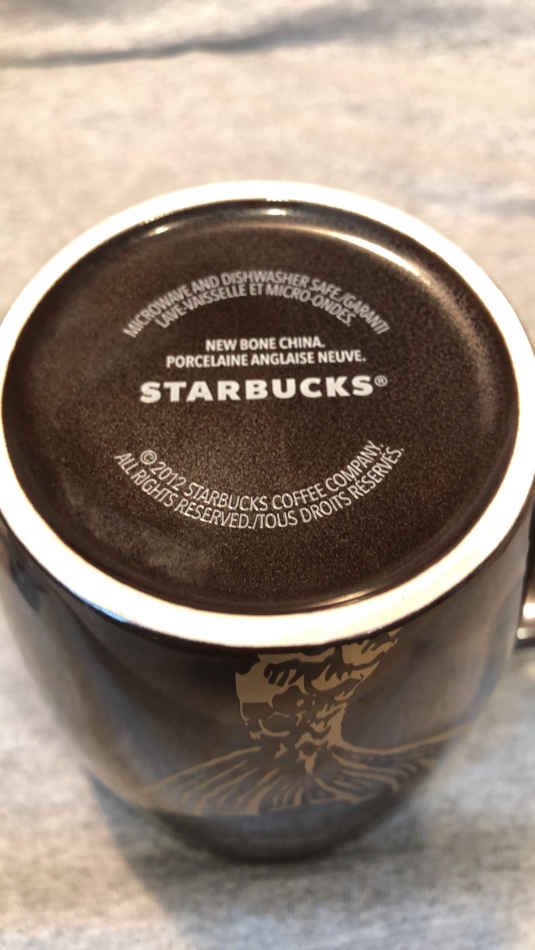 MICROWAVE AND DISHWASHER SAFE./GARANTI
LAVE-VAISSELLE ET MICRO-ONDES.
NEW BONE CHINA.
PORCELAINE ANGLAISE NEUVE.
STARBUCKS®
©2012 STARBUCKS COFFEE COMPANY.
ALL RIGHTS RESERVED./TOUS DROITS RÉSERVÉS.